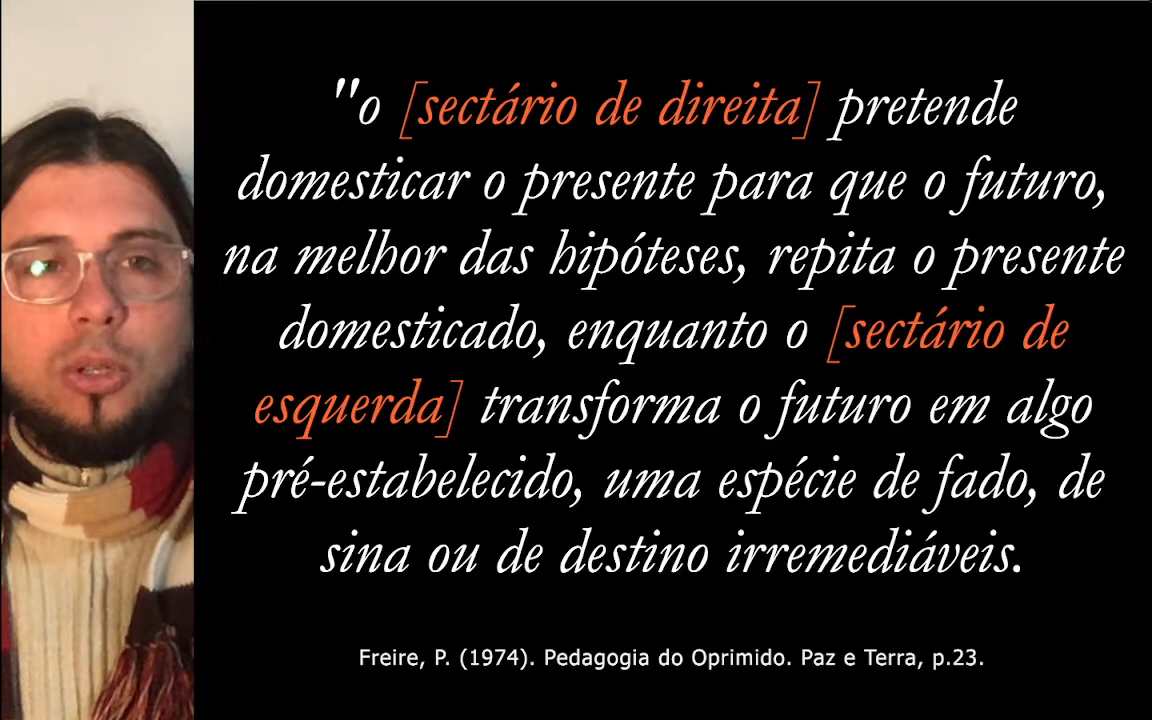 "o [sectário de direita] pretende
domesticar o presente para que o futuro,
na melhor das hipóteses, repita o presente
domesticado, enquanto o [sectário de
esquerda] transforma o futuro em algo
pré-estabelecido, uma espécie de fado, de
sina ou de destino irremediáveis.
Freire, P. (1974). Pedagogia do Oprimido. Paz e Terra, p.23.